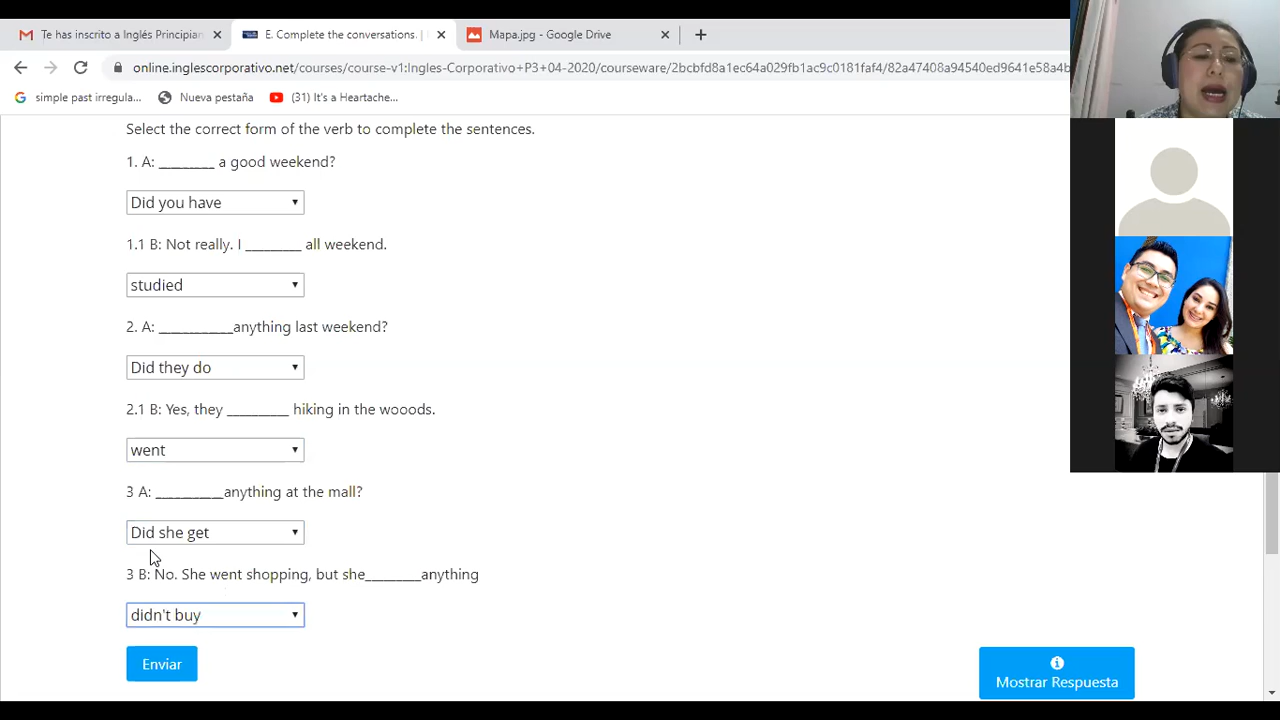 Te has inscrito a Inglés Principian
E. Complete the conversations. |
Mapa.jpg - Google Drive
online.inglescorporativo.net/courses/course-v1:Ingles-Corporativo+P3+04-2020/courseware/2bcbfd8a1ec64a029fb1ac9c0181faf4/82a47408a94540ed9641e58a4b
simple past irregula...
Nueva pestaña
(31) It's a Heartache...
Select the correct form of the verb to complete the sentences.
1. A: ________ a good weekend?
Did you have
1.1 B: Not really. I ________ all weekend.
studied
2. A: ___________anything last weekend?
Did they do
2.1 B: Yes, they _________ hiking in the wooods.
went
3 A: __________anything at the mall?
Did she get
3 B: No. She went shopping, but she________anything
didn't buy
Enviar
Mostrar Respuesta